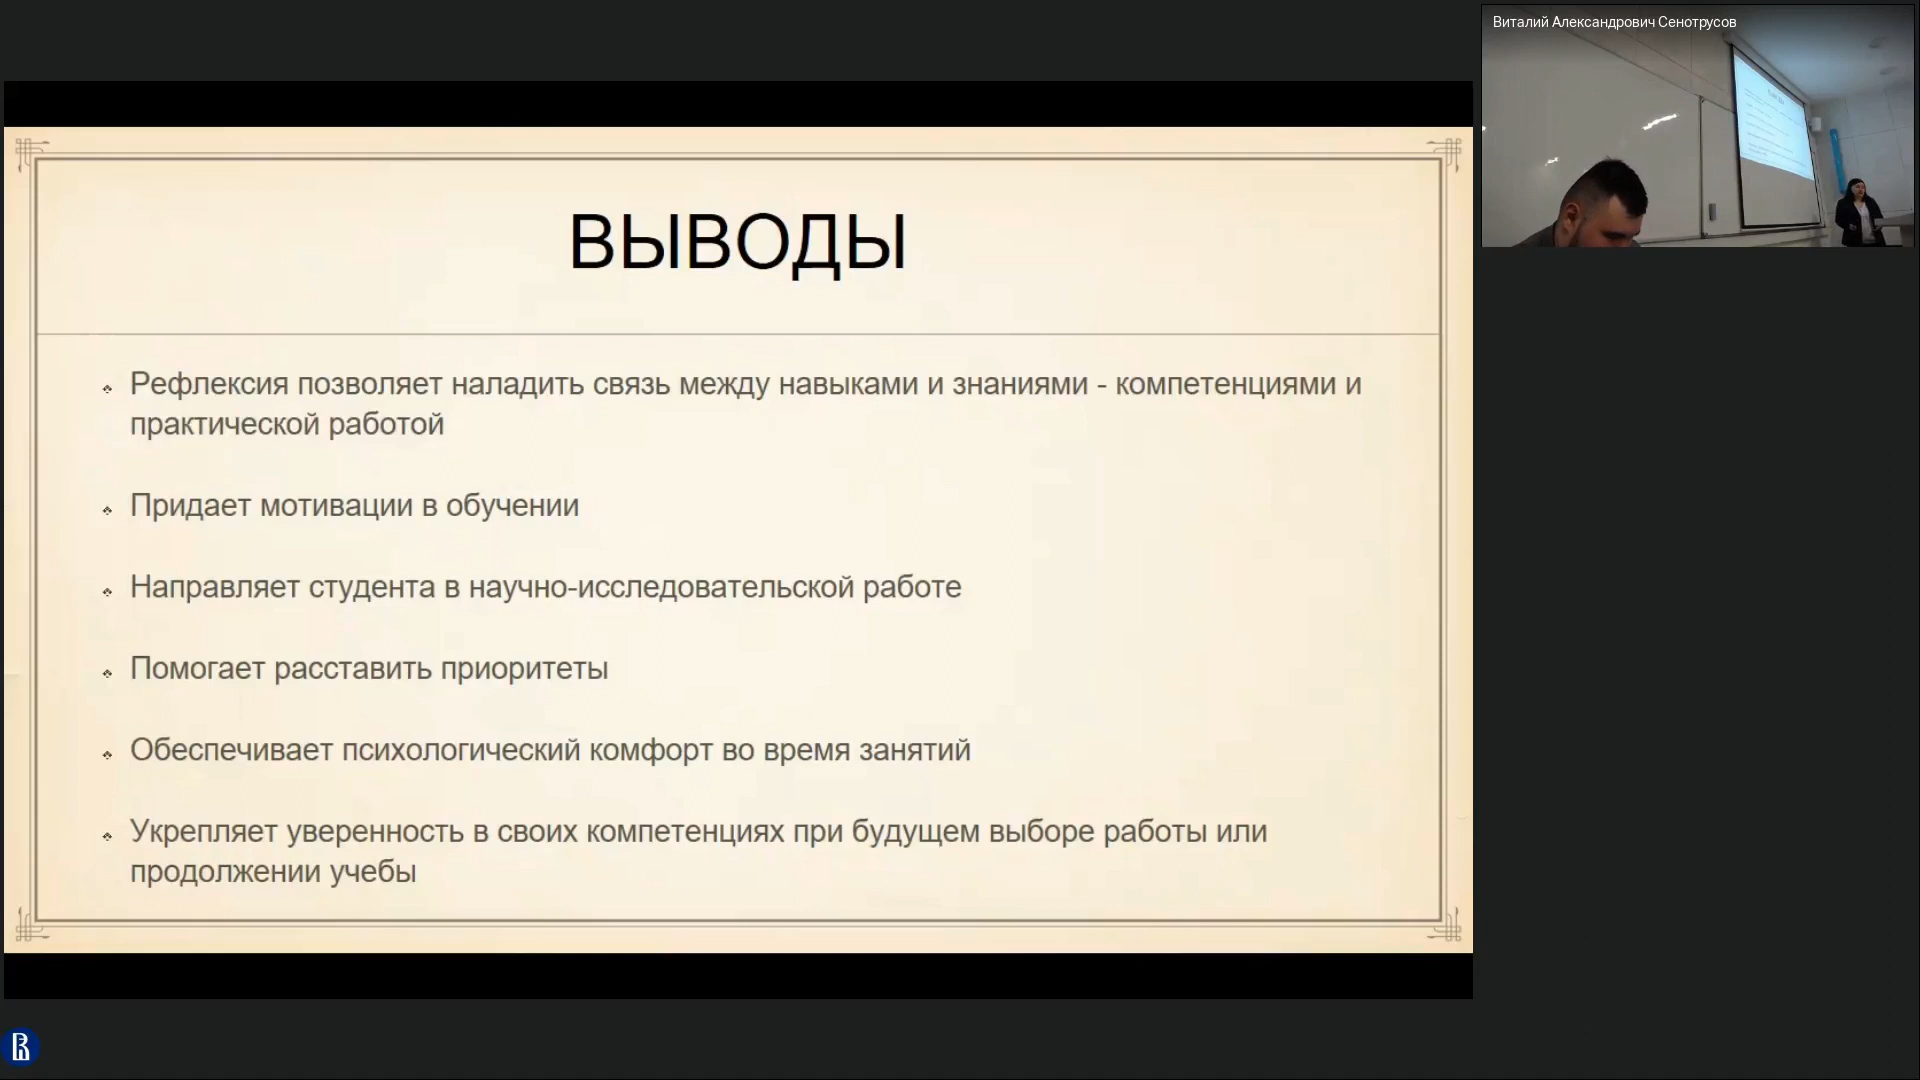 Виталий Александрович Сенотрусов
ВЫВОДЫ
Рефлексия позволяет наладить связь между навыками и знаниями - компетенциями и
практической работой
Придает мотивации в обучении
Направляет студента в научно-исследовательской работе
Помогает расставить приоритеты
Обеспечивает психологический комфорт во время занятий
Укрепляет уверенность в своих компетенциях при будущем выборе работы или
продолжении учебы